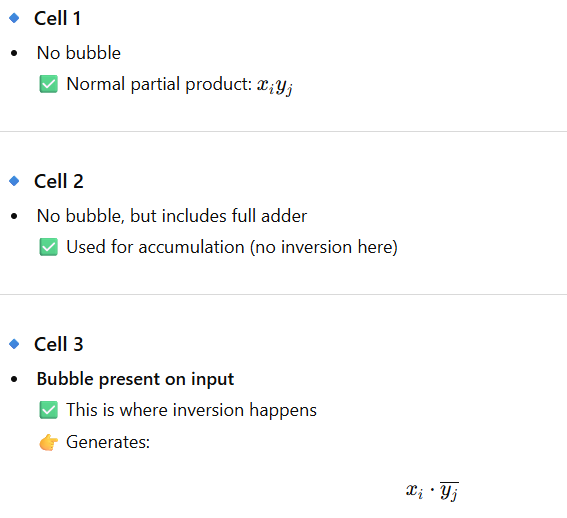 🔹 Cell 1
• No bubble
✅ Normal partial product: $x_i y_j$
🔹 Cell 2
• No bubble, but includes full adder
✅ Used for accumulation (no inversion here)
🔹 Cell 3
• Bubble present on input
✅ This is where inversion happens
👉 Generates:
$x_i \cdot \overline{y_j}$